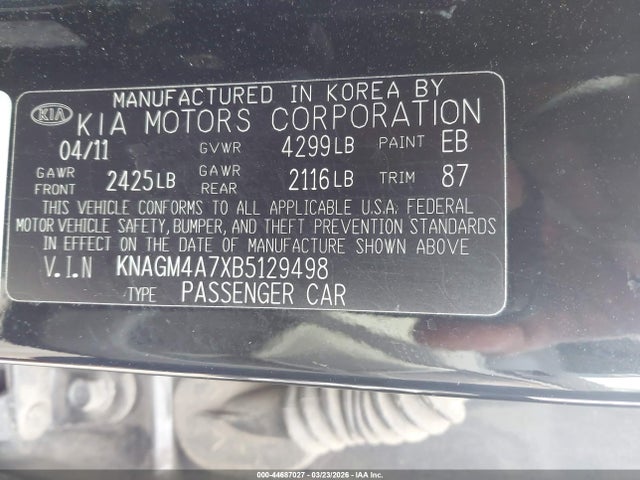 MANUFACTURED IN KOREA BY
KIA KIA MOTORS CORPORATION
04/11 GVWR 4299LB PAINT EB
GAWR FRONT 2425LB GAWR REAR 2116LB TRIM 87
THIS VEHICLE CONFORMS TO ALL APPLICABLE U.S.A. FEDERAL
MOTOR VEHICLE SAFETY, BUMPER, AND THEFT PREVENTION STANDARDS
IN EFFECT ON THE DATE OF MANUFACTURE SHOWN ABOVE
V.I.N KNAGM4A7XB5129498
TYPE PASSENGER CAR
000-44687027 - 03/23/2026 - IAAI, Inc.